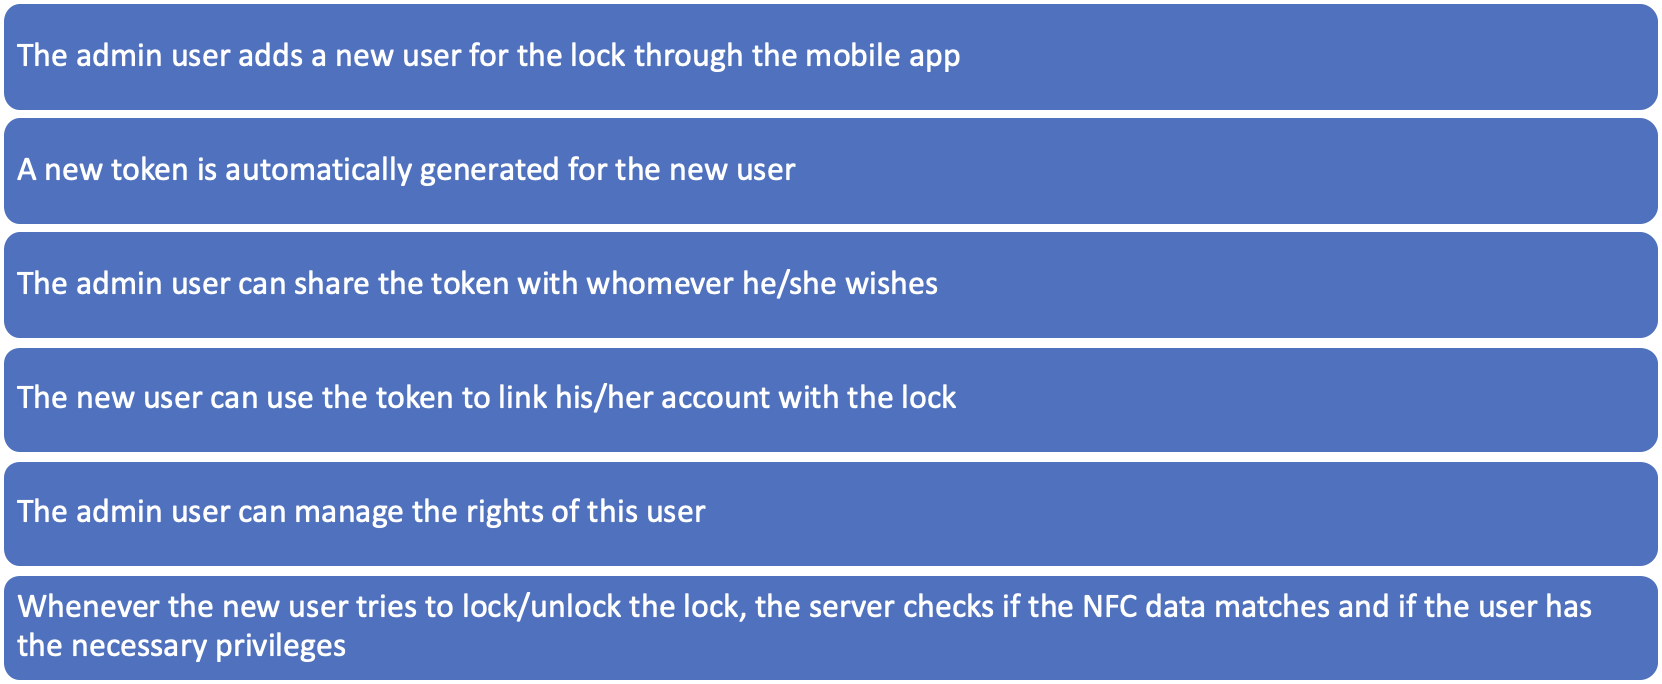 The admin user adds a new user for the lock through the mobile app
A new token is automatically generated for the new user
The admin user can share the token with whomever he/she wishes
The new user can use the token to link his/her account with the lock
The admin user can manage the rights of this user
Whenever the new user tries to lock/unlock the lock, the server checks if the NFC data matches and if the user has
the necessary privileges